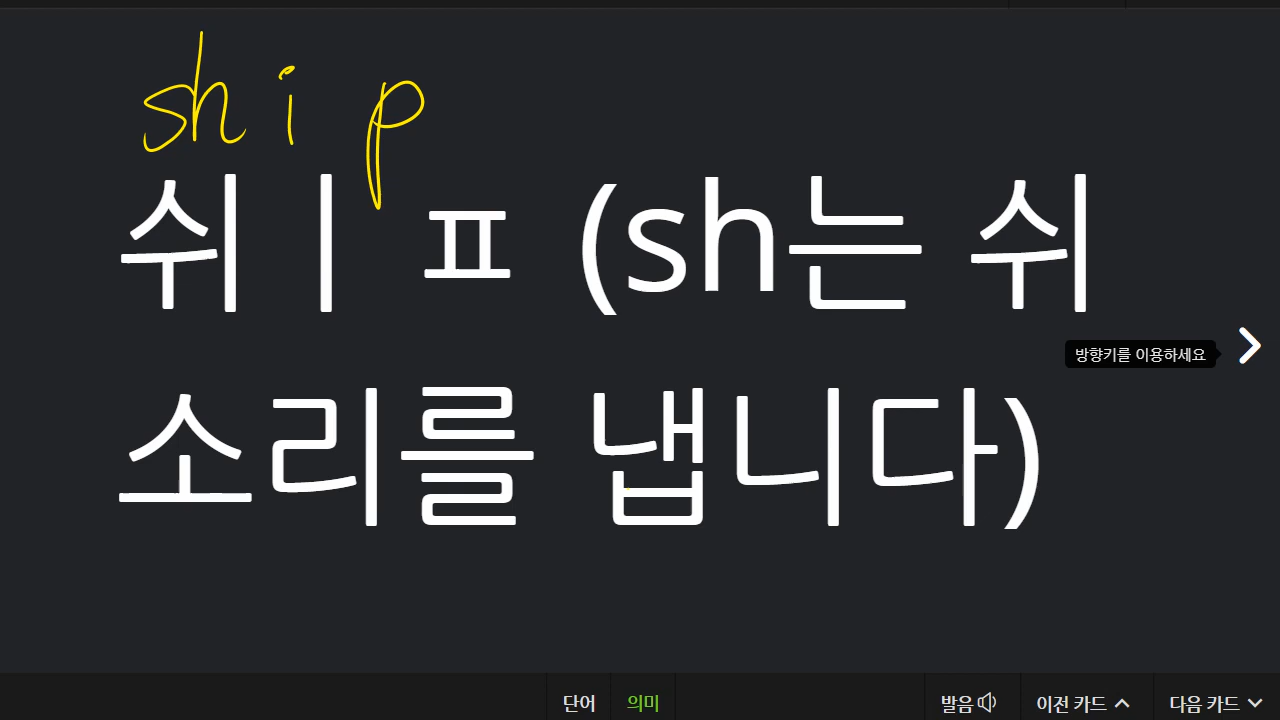 ship
쉬 ㅣ ㅍ (sh는 쉬
방향키를 이용하세요
소리를 냅니다)
단어 의미 발음 이전 카드 다음 카드